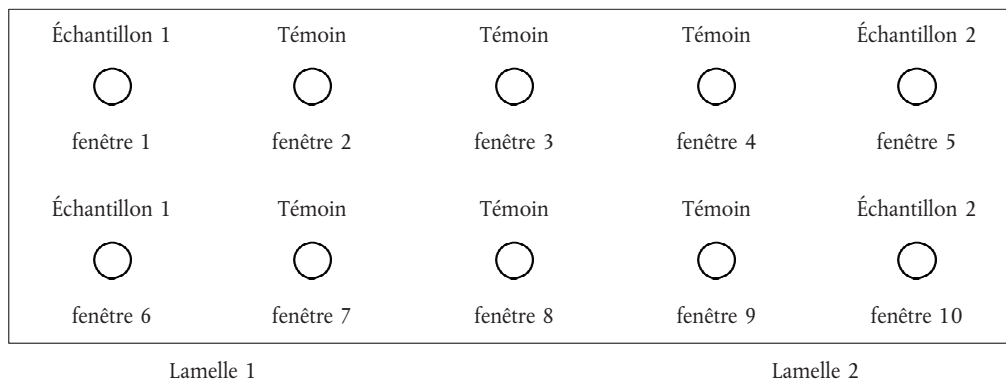 Échantillon 1 Témoin Témoin Témoin Échantillon 2
fenêtre 1 fenêtre 2 fenêtre 3 fenêtre 4 fenêtre 5
Échantillon 1 Témoin Témoin Témoin Échantillon 2
fenêtre 6 fenêtre 7 fenêtre 8 fenêtre 9 fenêtre 10
Lamelle 1 Lamelle 2